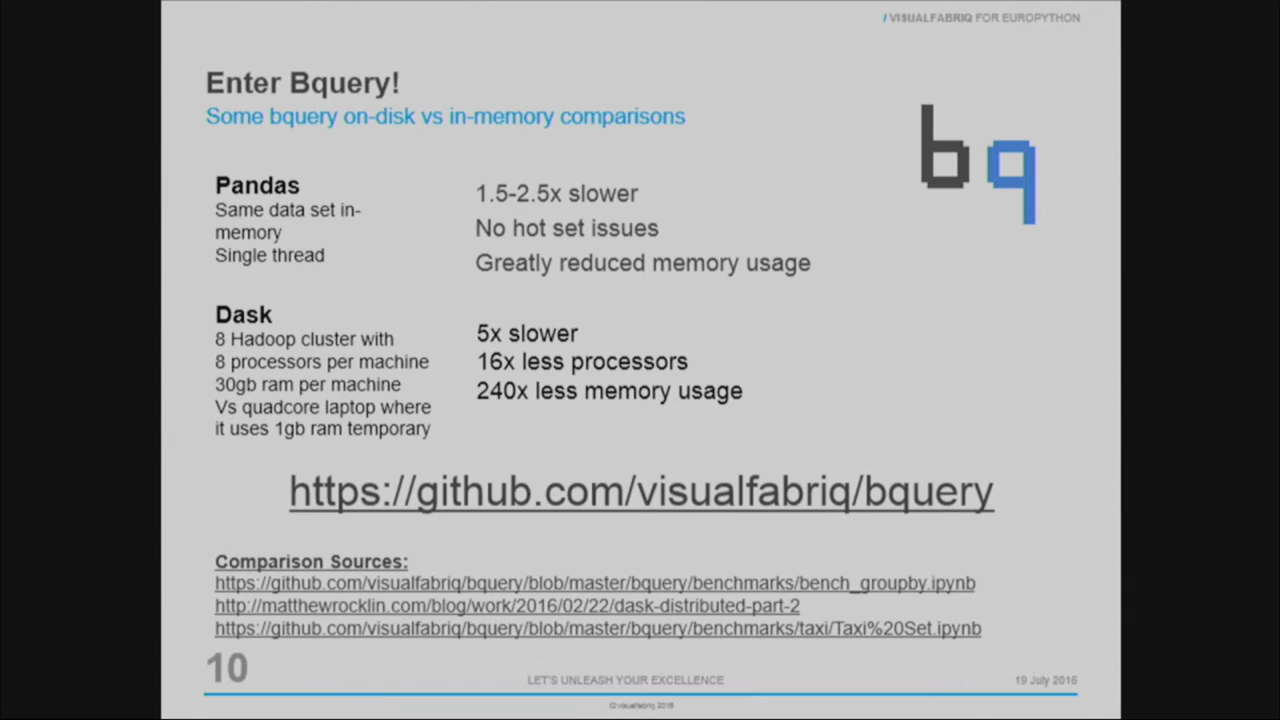 / VISUALFABRIQ FOR EUROPYTHON
Enter Bquery!
Some bquery on-disk vs in-memory comparisons
bq
Pandas
Same data set in-
memory
Single thread
1.5-2.5x slower
No hot set issues
Greatly reduced memory usage
Dask
8 Hadoop cluster with
8 processors per machine
30gb ram per machine
Vs quadcore laptop where
it uses 1gb ram temporary
5x slower
16x less processors
240x less memory usage
https://github.com/visualfabriq/bquery
Comparison Sources:
https://github.com/visualfabriq/bquery/blob/master/bquery/benchmarks/bench_groupby.ipynb
http://matthewrocklin.com/blog/work/2016/02/22/dask-distributed-part-2
https://github.com/visualfabriq/bquery/blob/master/bquery/benchmarks/taxi/Taxi%20Set.ipynb
10
LET'S UNLEASH YOUR EXCELLENCE
19 July 2016
© visualfabriq 2016